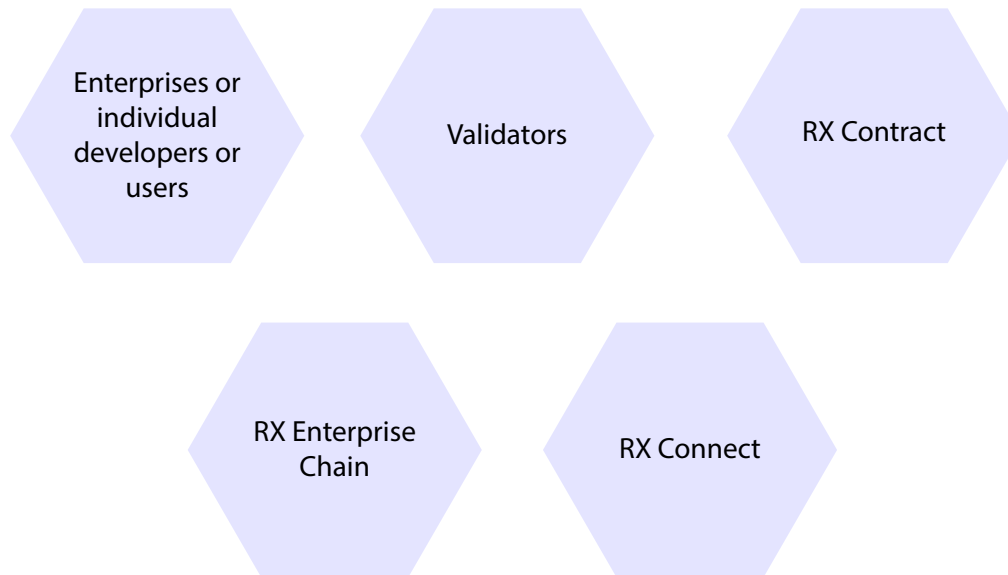 Enterprises or
individual
developers or
users
Validators
RX Contract
RX Enterprise
Chain
RX Connect